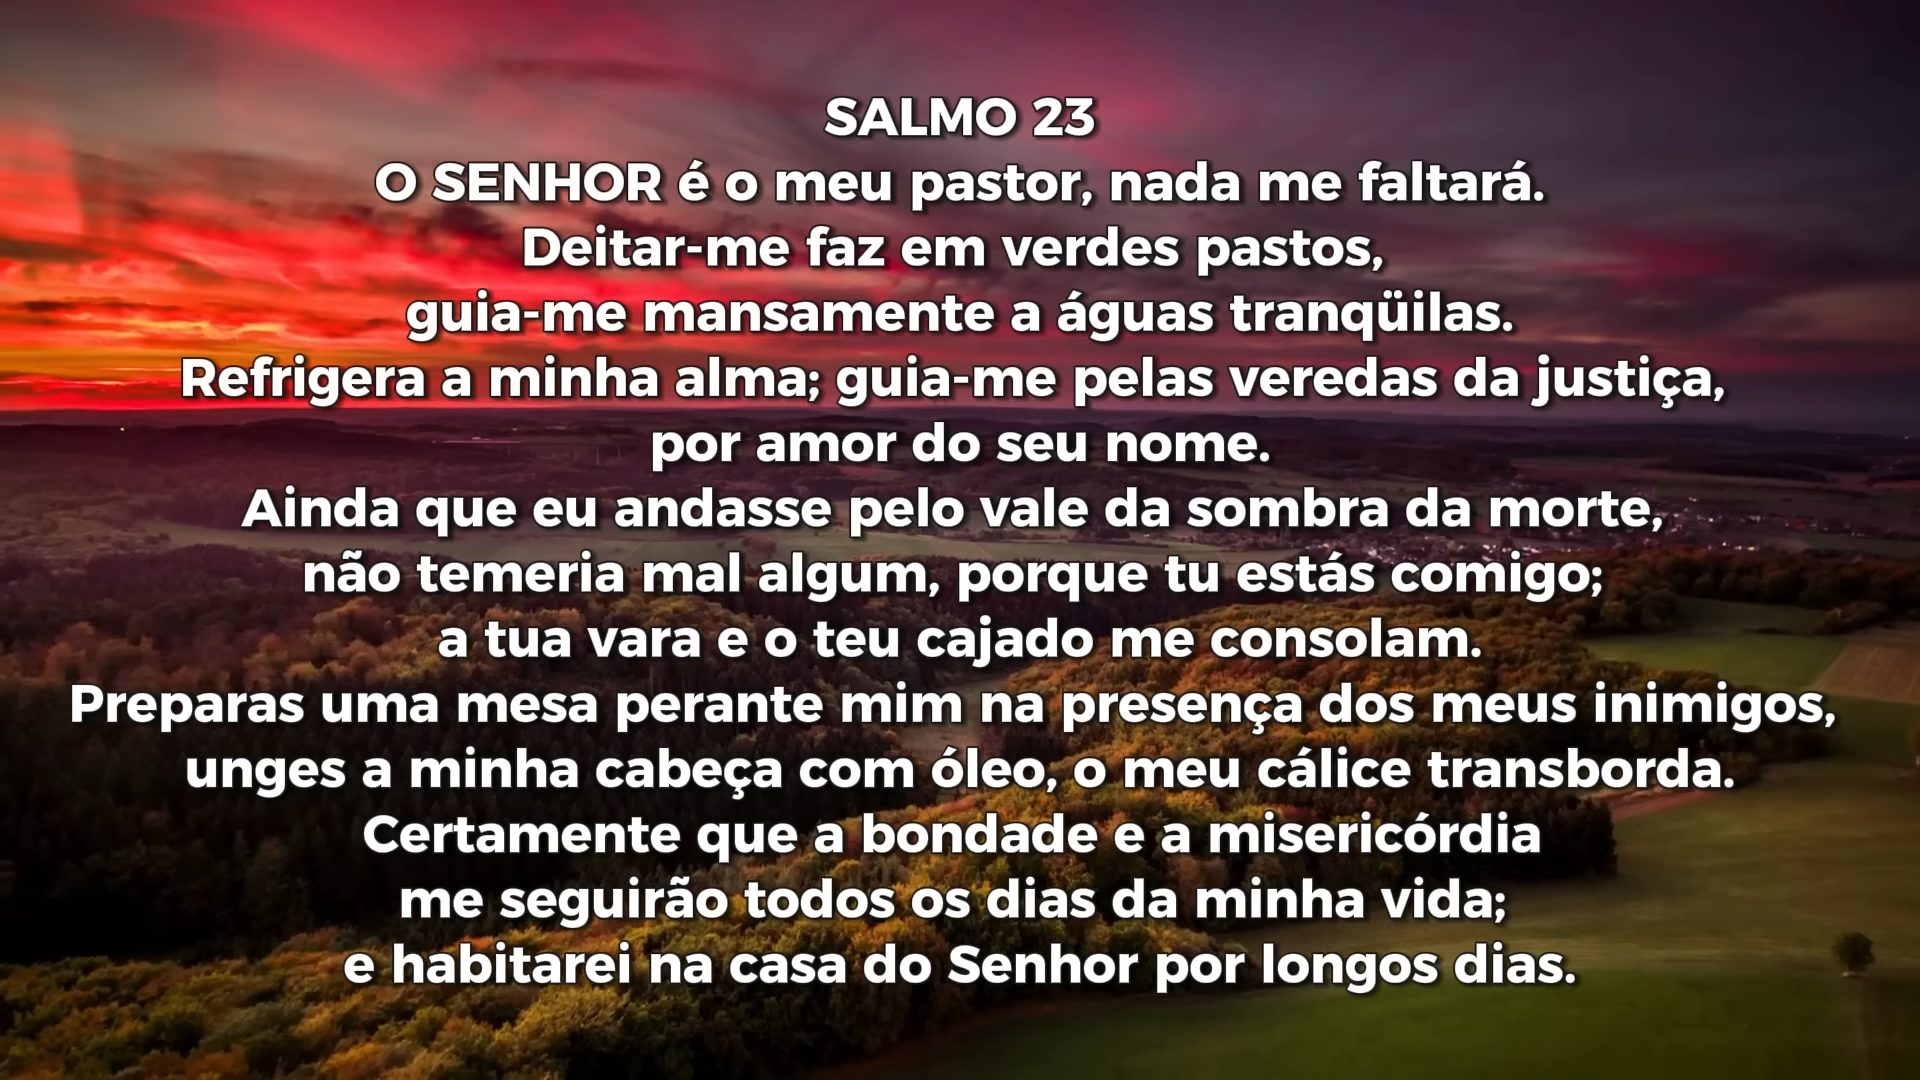 SALMO 23
O SENHOR é o meu pastor, nada me faltará.
Deitar-me faz em verdes pastos,
guia-me mansamente a águas tranqüilas.
Refrigera a minha alma; guia-me pelas veredas da justiça,
por amor do seu nome.
Ainda que eu andasse pelo vale da sombra da morte,
não temeria mal algum, porque tu estás comigo;
a tua vara e o teu cajado me consolam.
Preparas uma mesa perante mim na presença dos meus inimigos,
unges a minha cabeça com óleo, o meu cálice transborda.
Certamente que a bondade e a misericórdia
me seguirão todos os dias da minha vida;
e habitarei na casa do Senhor por longos dias.